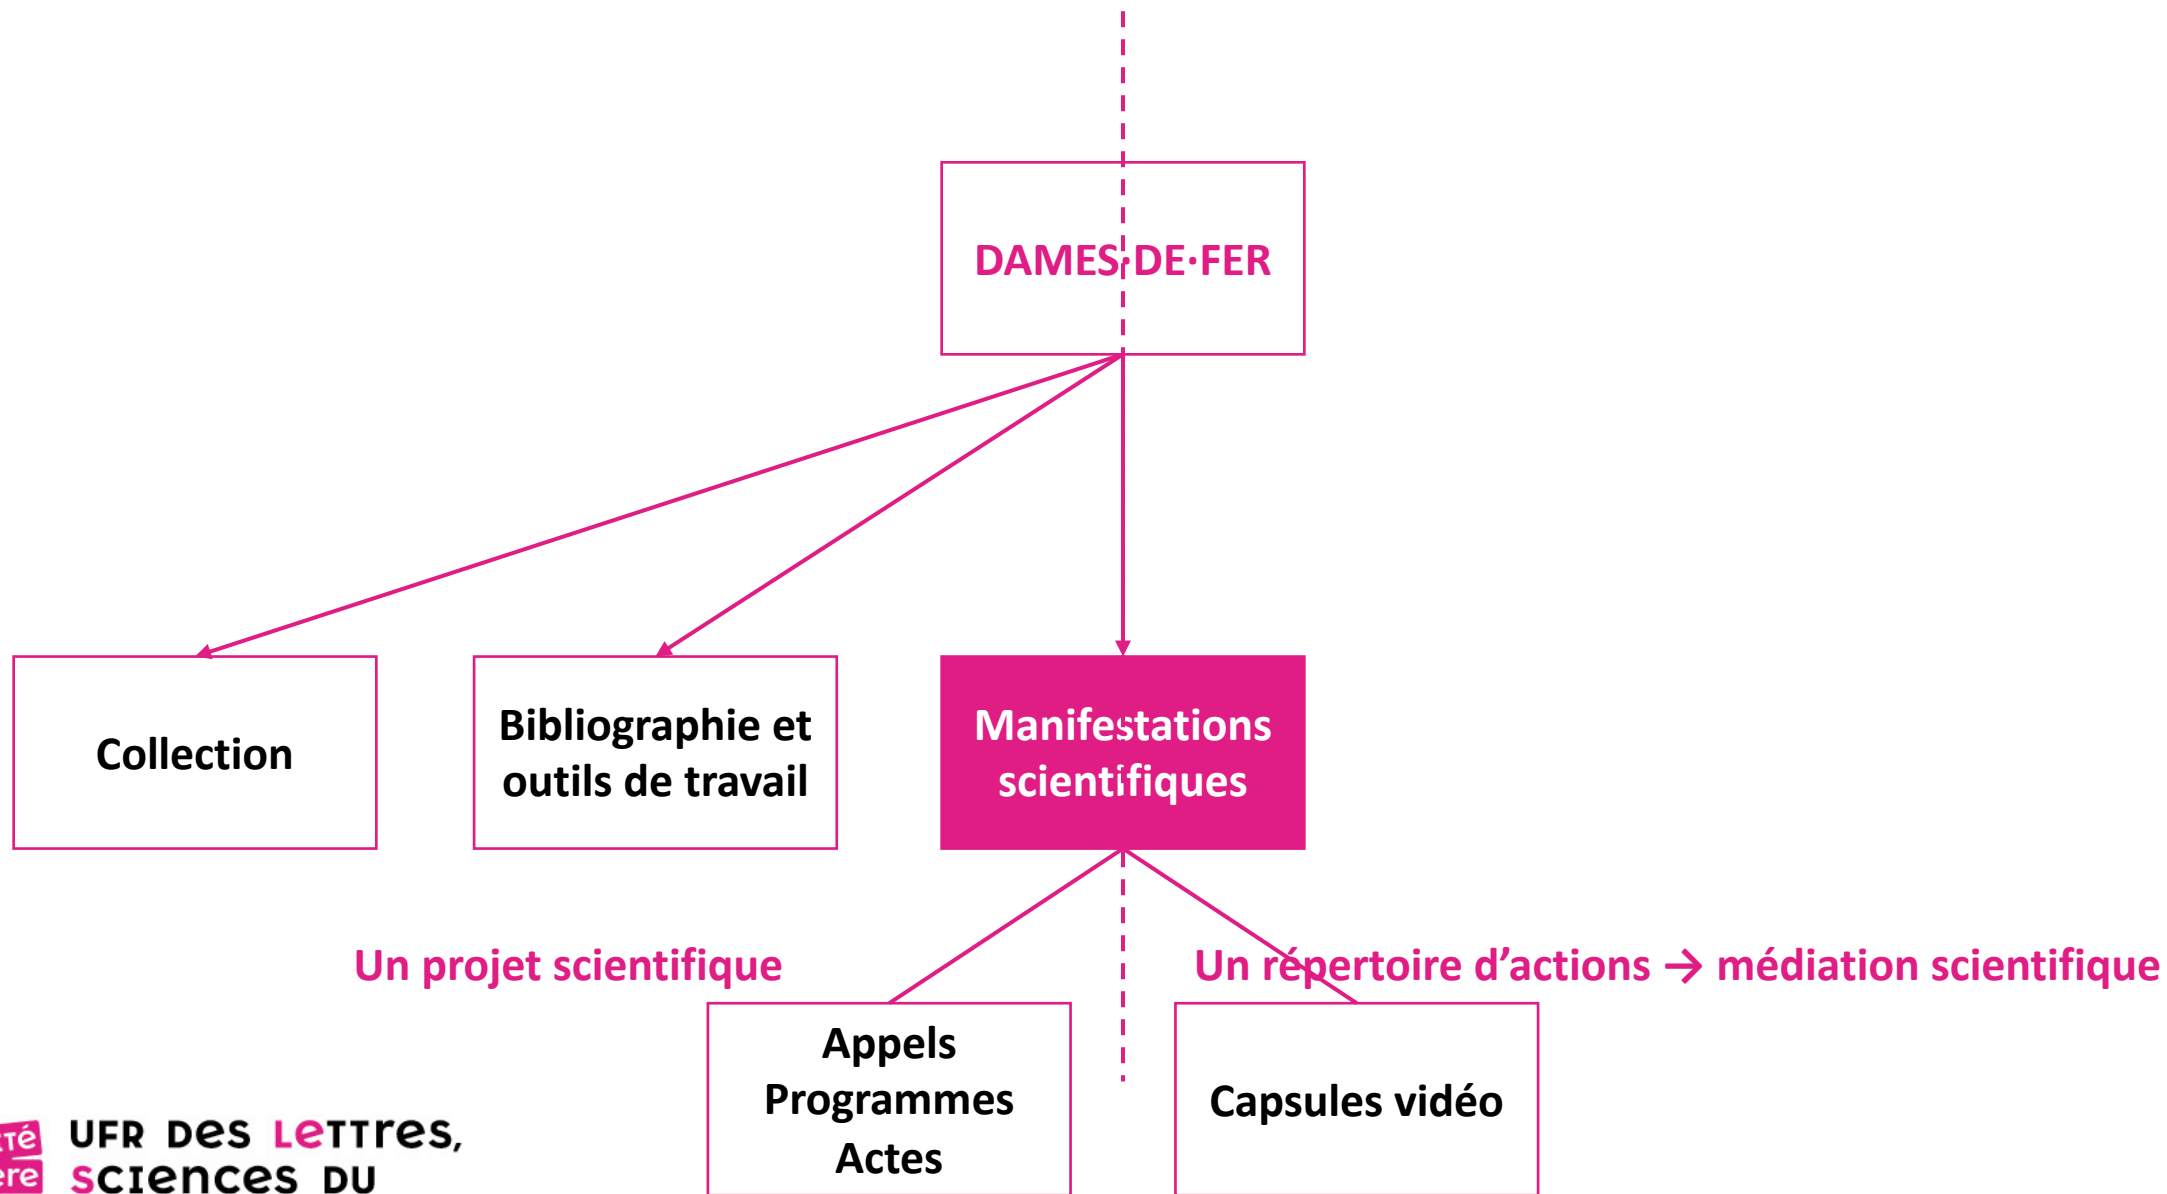 DAMES·DE·FER
Collection
Bibliographie et
outils de travail
Manifestations
scientifiques
Un projet scientifique
Un répertoire d’actions → médiation scientifique
Appels
Programmes
Actes
Capsules vidéo
UFR Des LeTTres,
sciences DU